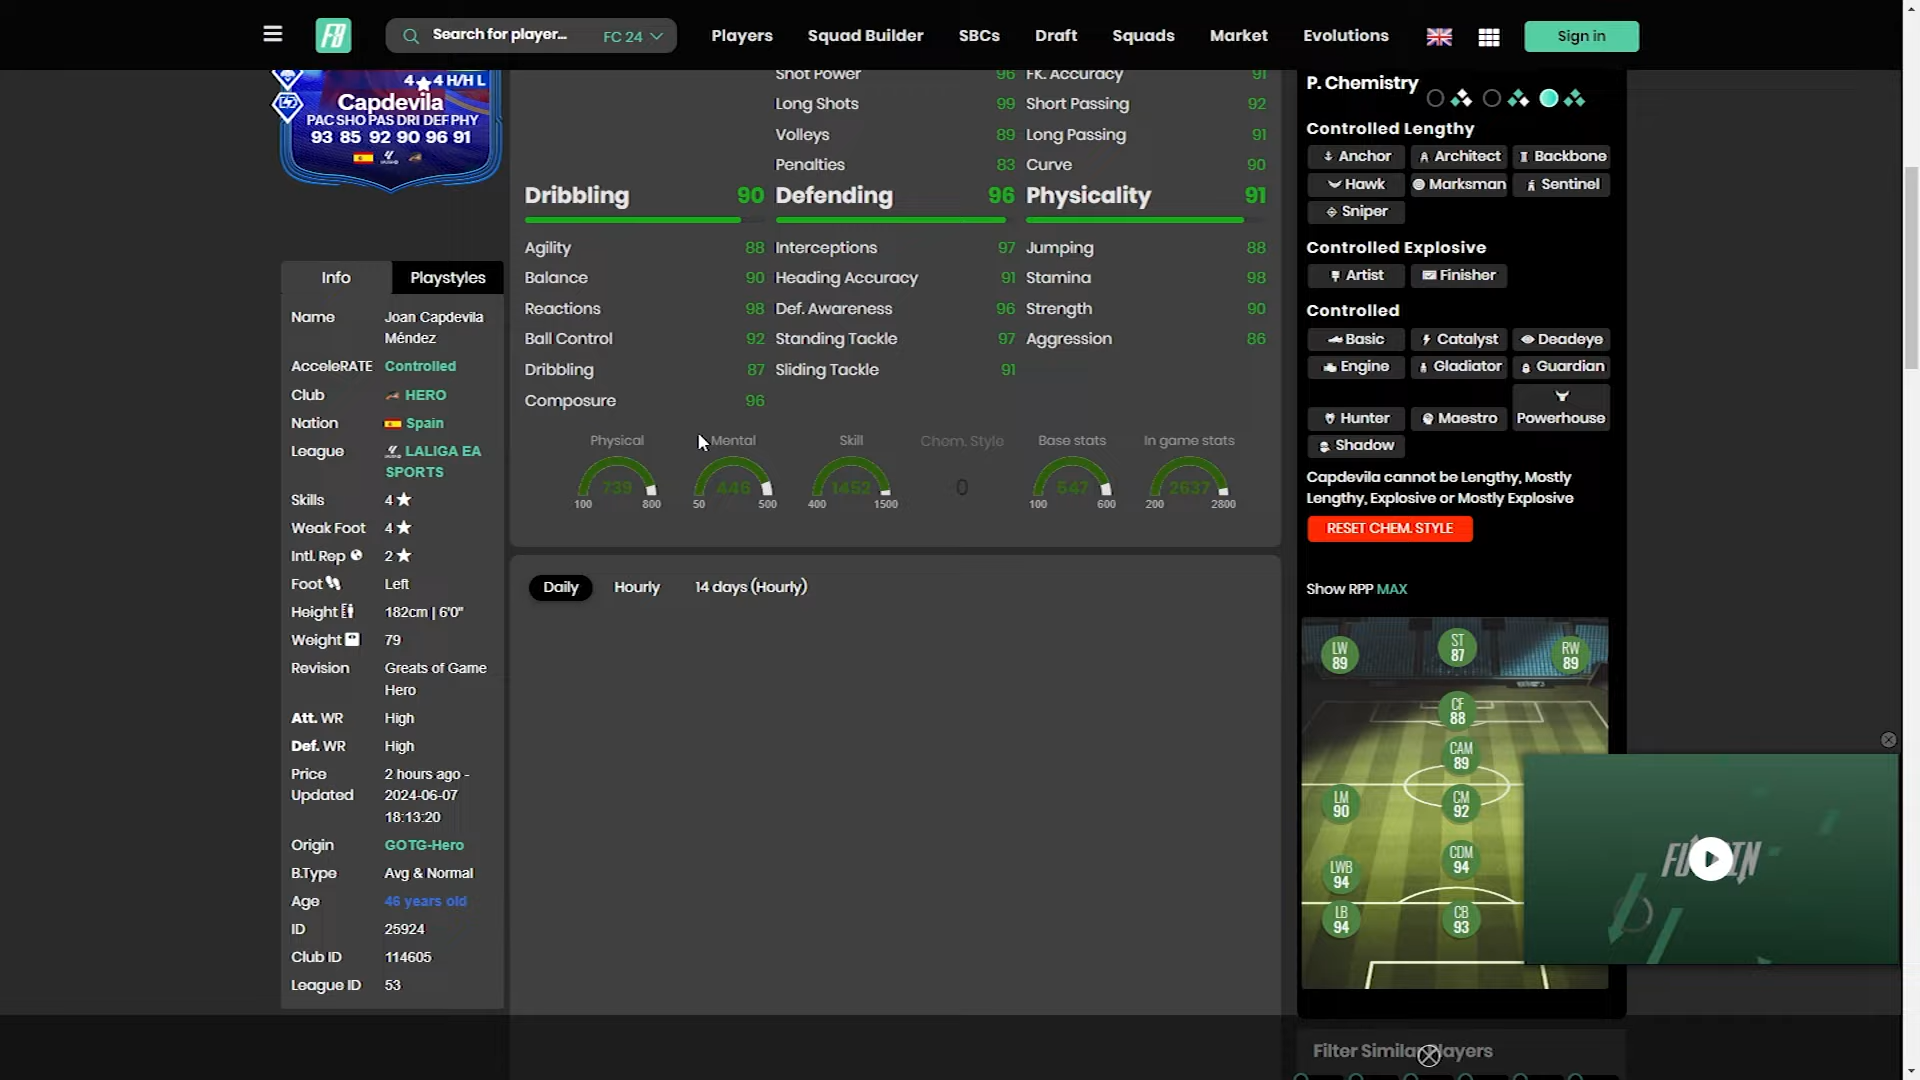 FB
Search for player...
FC 24
Players
Squad Builder
SBCs
Draft
Squads
Market
Evolutions
Sign in
4★4 H/H L
Capdevila
PAC SHO PAS DRI DEF PHY
93 85 92 90 96 91
Shot Power 96
FK. Accuracy 91
Long Shots 99
Short Passing 92
Volleys 89
Long Passing 91
Penalties 83
Curve 90
Dribbling 90
Defending 96
Physicality 91
Agility 88
Interceptions 97
Jumping 88
Balance 90
Heading Accuracy 91
Stamina 98
Reactions 98
Def. Awareness 96
Strength 90
Ball Control 92
Standing Tackle 97
Aggression 86
Dribbling 87
Sliding Tackle 91
Composure 96
Physical
Mental
Skill
Chem. Style
Base stats
In game stats
739
446
1452
0
547
2637
100 800
50 500
400 1500
100 600
200 2800
Daily
Hourly
14 days (Hourly)
Info
Playstyles
Name Joan Capdevila
Méndez
AcceleRATE Controlled
Club HERO
Nation Spain
League LALIGA EA
SPORTS
Skills 4★
Weak Foot 4★
Intl. Rep 2★
Foot Left
Height 182cm | 6'0"
Weight 79
Revision Greats of Game
Hero
Att. WR High
Def. WR High
Price 2 hours ago -
Updated 2024-06-07
18:13:20
Origin GOTG-Hero
B.Type Avg & Normal
Age 46 years old
ID 25924
Club ID 114605
League ID 53
P. Chemistry
Controlled Lengthy
Anchor
Architect
Backbone
Hawk
Marksman
Sentinel
Sniper
Controlled Explosive
Artist
Finisher
Controlled
Basic
Catalyst
Deadeye
Engine
Gladiator
Guardian
Hunter
Maestro
Powerhouse
Shadow
Capdevila cannot be Lengthy, Mostly
Lengthy, Explosive or Mostly Explosive
RESET CHEM. STYLE
Show RPP MAX
LW
89
ST
87
RW
89
CF
88
CAM
89
LM
90
CM
92
CDM
94
LWB
94
LB
94
CB
93
Filter Similar Players